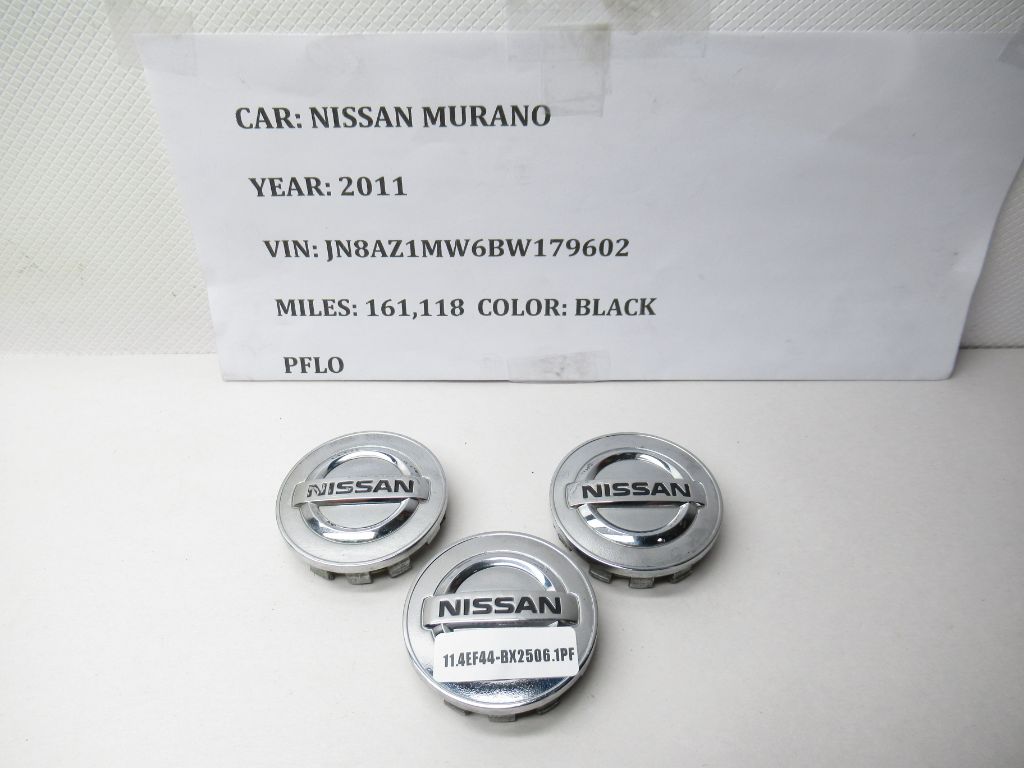 CAR: NISSAN MURANO
YEAR: 2011
VIN: JN8AZ1MW6BW179602
MILES: 161,118 COLOR: BLACK
PFLO
NISSAN
NISSAN
NISSAN
11.4EF44-BX2506.1PF